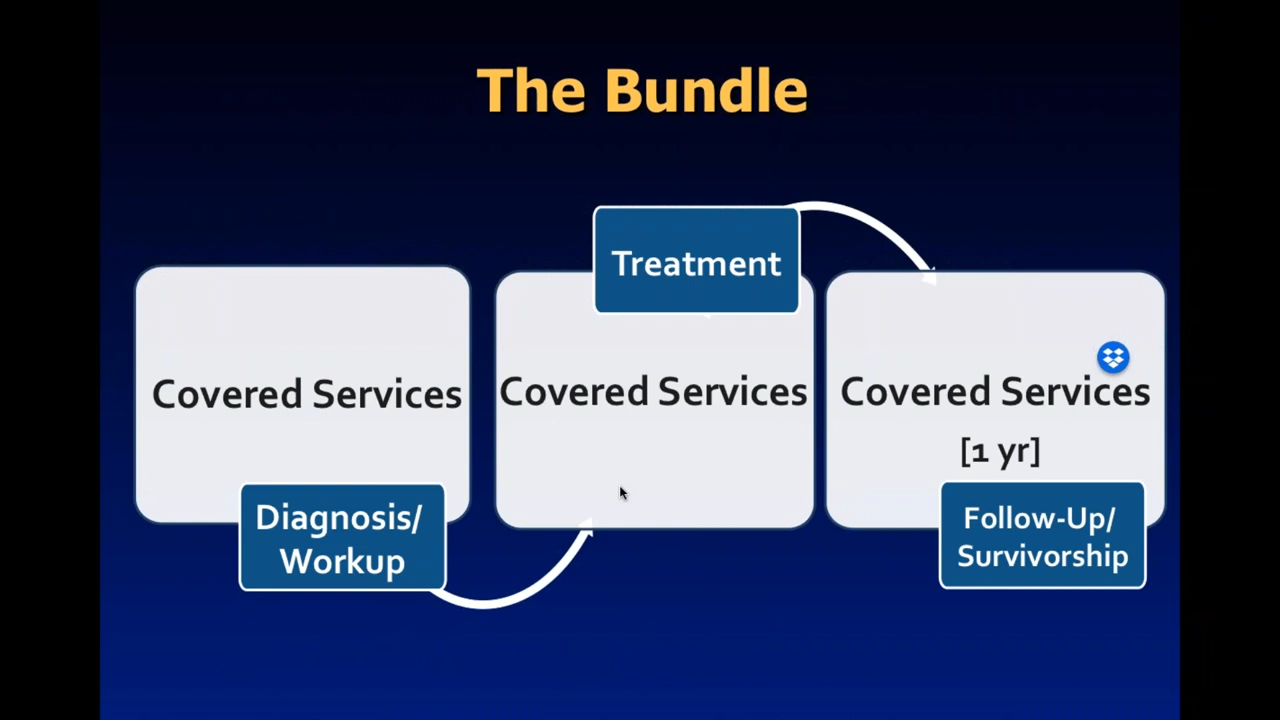 The Bundle
Covered Services
Diagnosis/
Workup
Treatment
Covered Services
Covered Services
[1 yr]
Follow-Up/
Survivorship